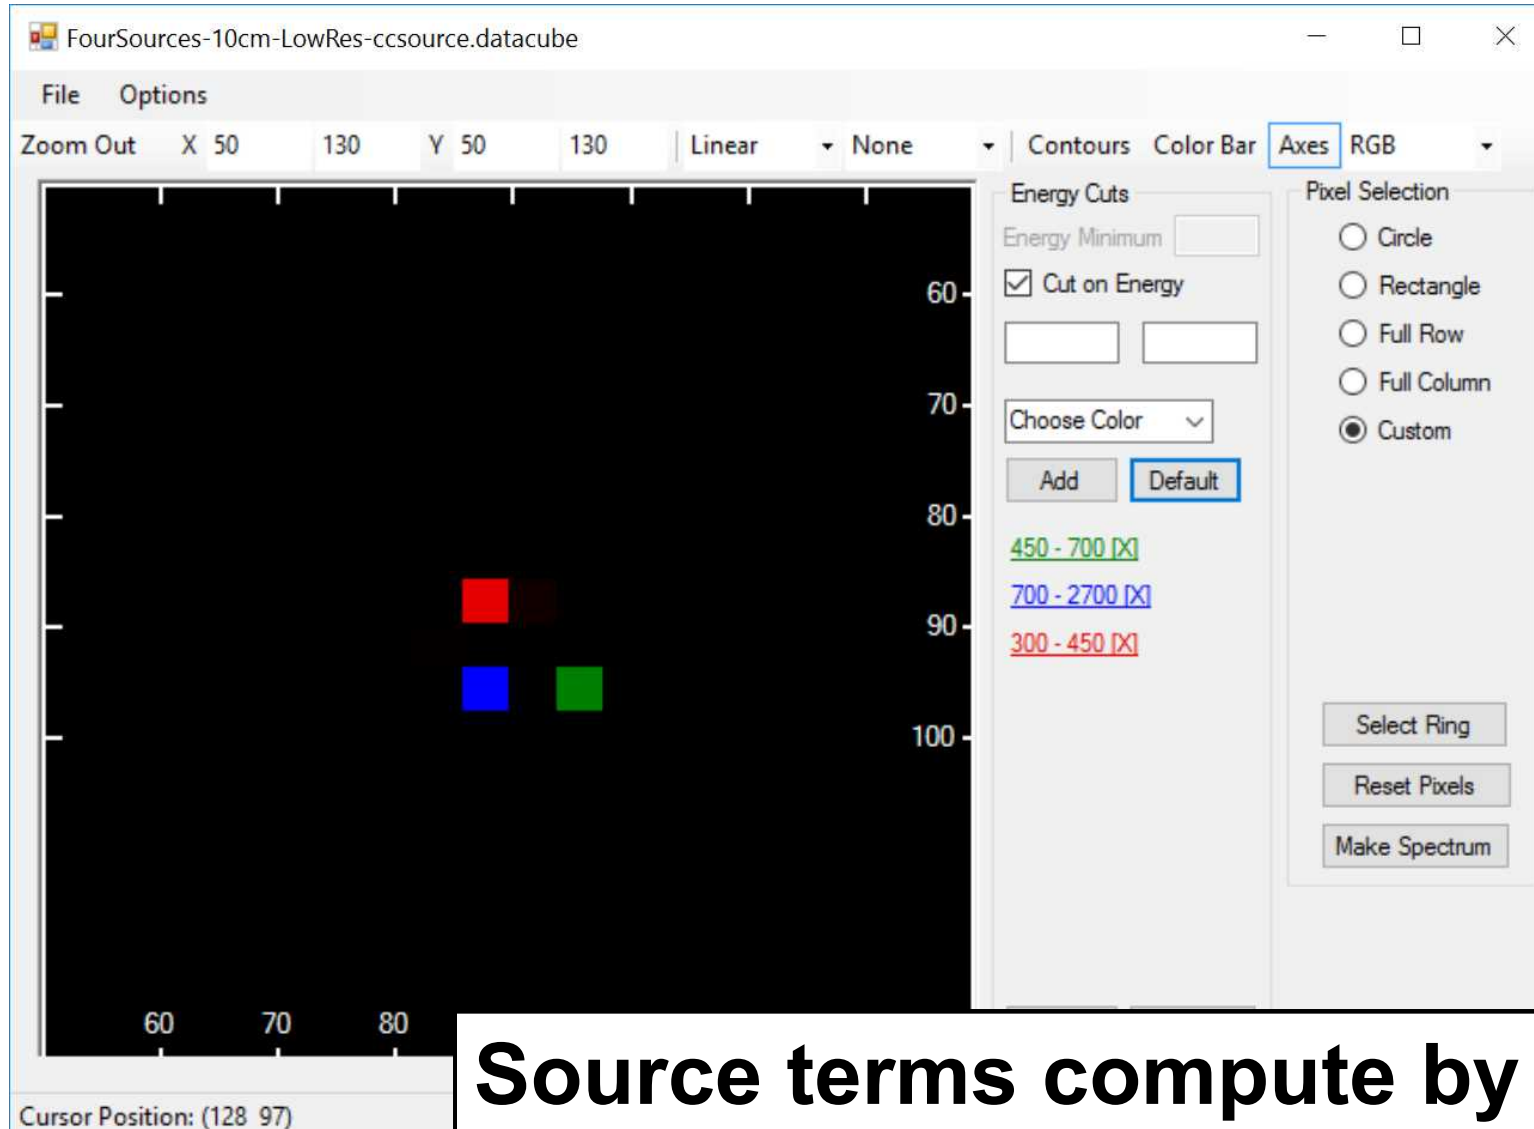 FourSources-10cm-LowRes-ccsource.datacube
File Options
Zoom Out X 50 130 Y 50 130 Linear None Contours Color Bar Axes RGB
Energy Cuts
Energy Minimum
Cut on Energy
Choose Color
Add Default
450 - 700 [X]
700 - 2700 [X]
300 - 450 [X]
Pixel Selection
Circle
Rectangle
Full Row
Full Column
Custom
Select Ring
Reset Pixels
Make Spectrum
60
70
80
90
100
60 70 80
Source terms compute by
Cursor Position: (128 97)